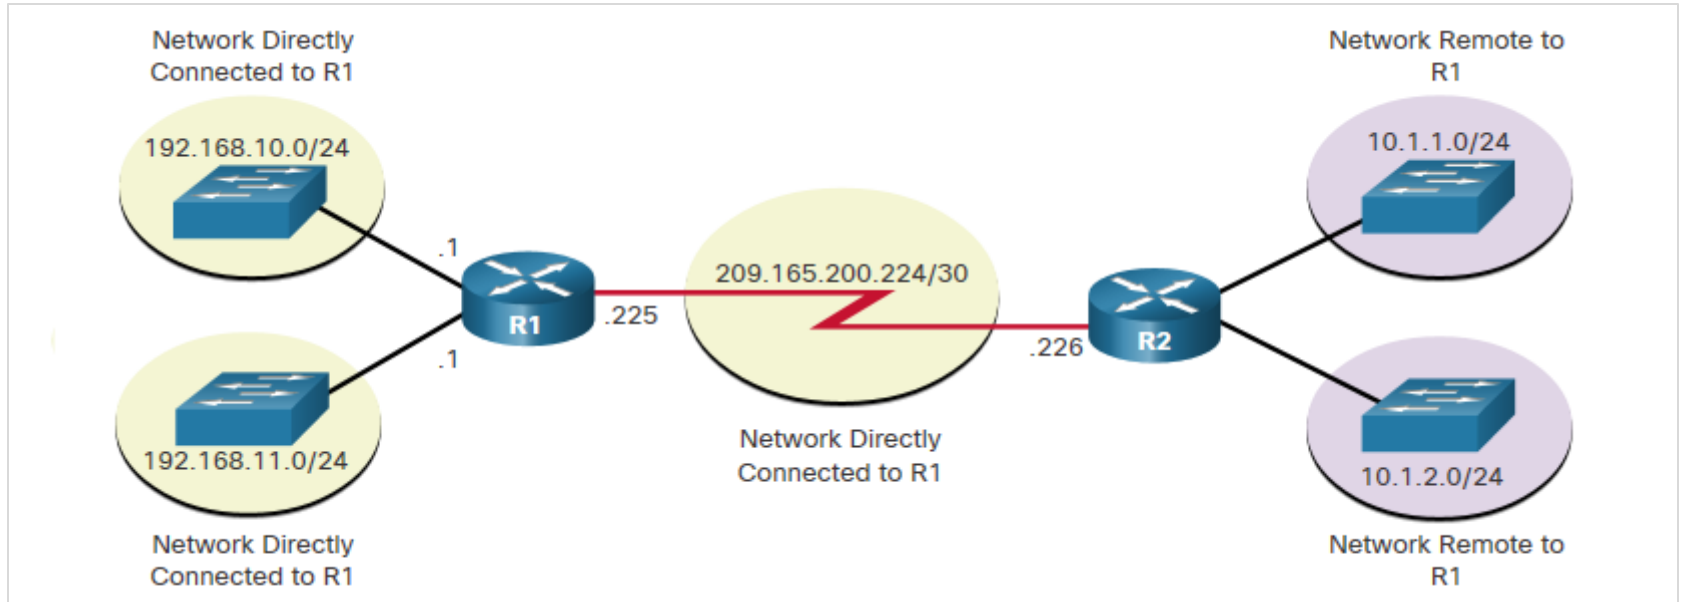 Network Directly
Connected to R1
192.168.10.0/24
.1
R1
.1
192.168.11.0/24
Network Directly
Connected to R1
.225
209.165.200.224/30
.226
Network Directly
Connected to R1
R2
Network Remote to
R1
10.1.1.0/24
10.1.2.0/24
Network Remote to
R1